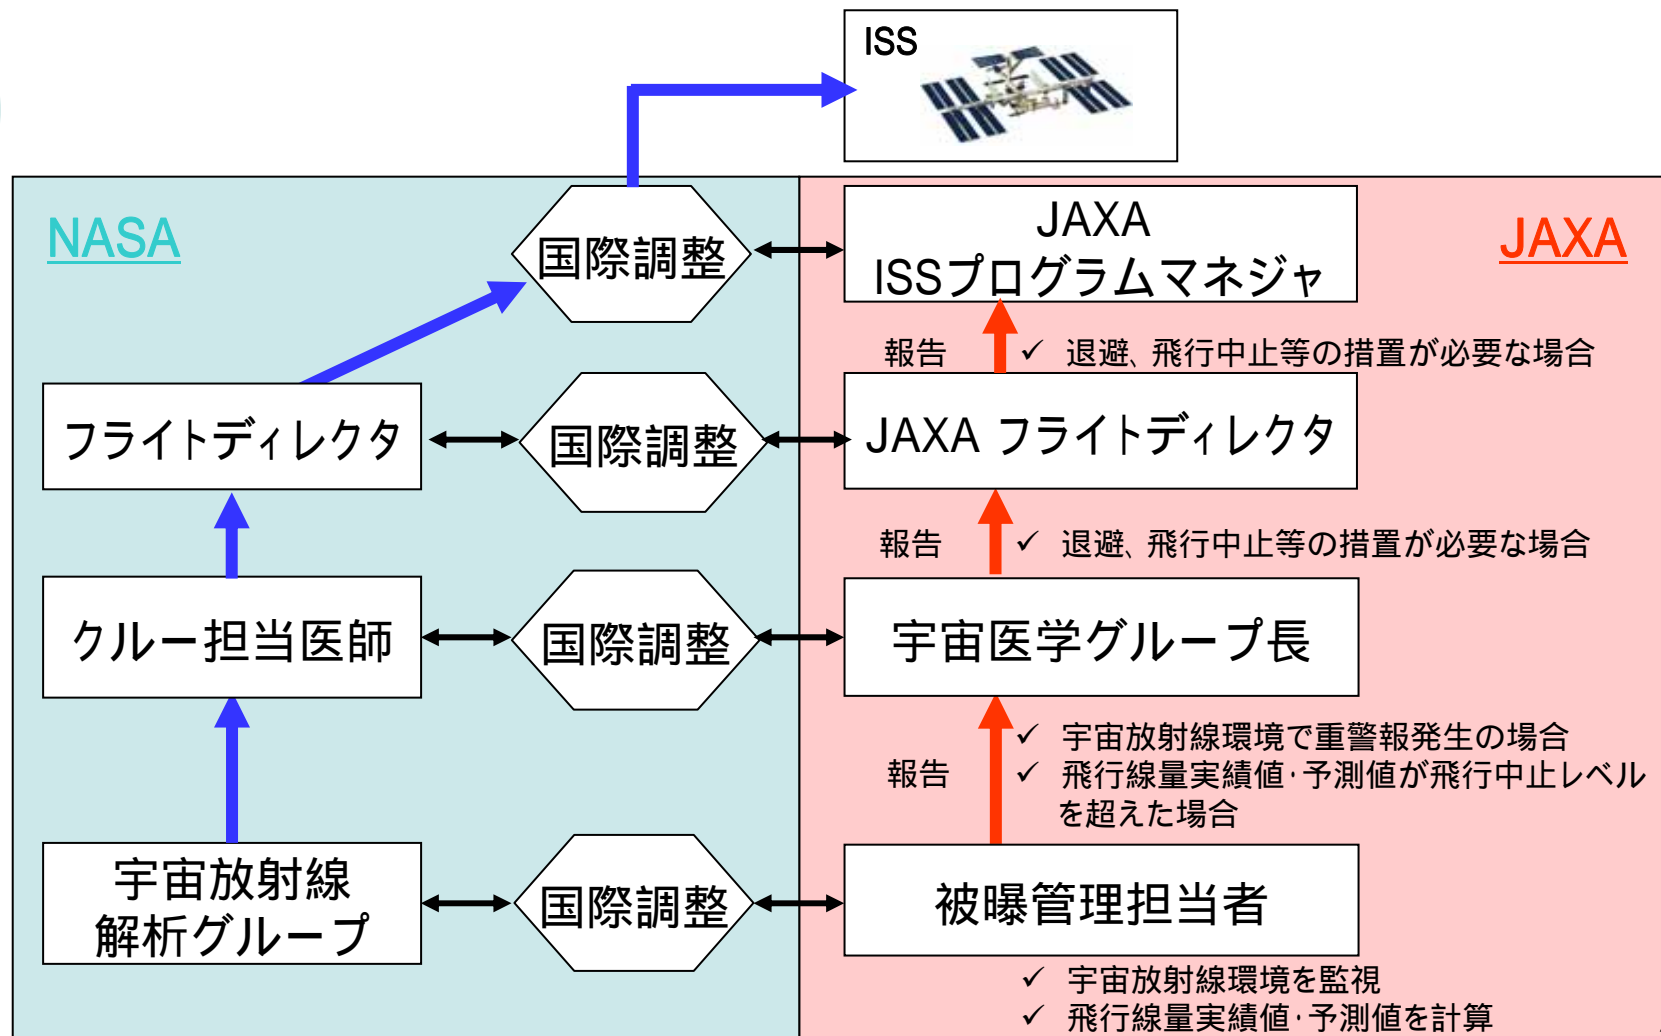 ISS
NASA
国際調整
JAXA
ISSプログラムマネジャ
JAXA
報告
✓ 退避、飛行中止等の措置が必要な場合
フライトディレクタ
国際調整
JAXA フライトディレクタ
報告
✓ 退避、飛行中止等の措置が必要な場合
クルー担当医師
国際調整
宇宙医学グループ長
報告
✓ 宇宙放射線環境で重警報発生の場合
✓ 飛行線量実績値・予測値が飛行中止レベル
を超えた場合
宇宙放射線
解析グループ
国際調整
被曝管理担当者
✓ 宇宙放射線環境を監視
✓ 飛行線量実績値・予測値を計算